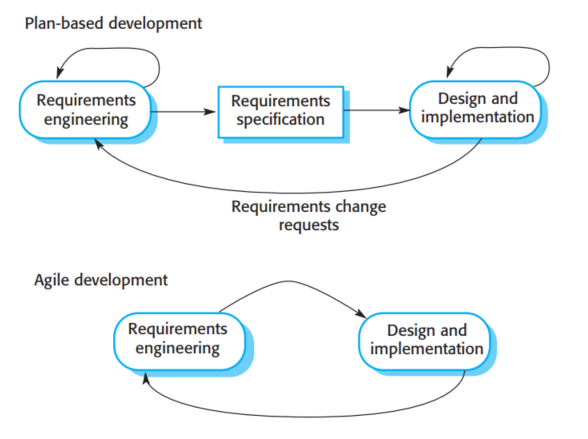 Plan-based development
Requirements
engineering
Requirements
specification
Design and
implementation
Requirements change
requests
Agile development
Requirements
engineering
Design and
implementation